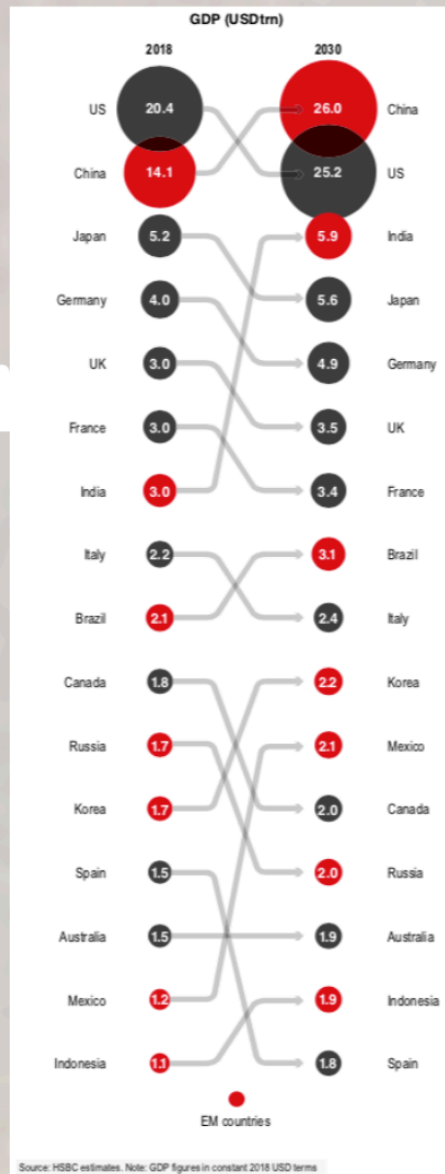 GDP (USDtrn)
2018 2030
US 20.4 26.0 China
China 14.1 25.2 US
Japan 5.2 5.9 India
Germany 4.0 5.6 Japan
UK 3.0 4.9 Germany
France 3.0 3.5 UK
India 3.0 3.4 France
Italy 2.2 3.1 Brazil
Brazil 2.1 2.4 Italy
Canada 1.8 2.2 Korea
Russia 1.7 2.1 Mexico
Korea 1.7 2.0 Canada
Spain 1.5 2.0 Russia
Australia 1.5 1.9 Australia
Mexico 1.2 1.9 Indonesia
Indonesia 1.1 1.8 Spain
EM countries
Source: HSBC estimates. Note: GDP figures in constant 2018 USD terms